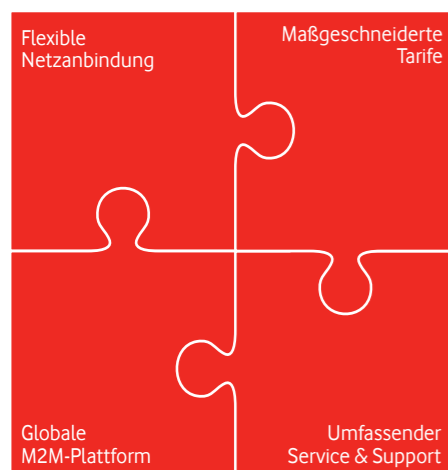 Flexible
Netzanbindung
Maßgeschneiderte
Tarife
Globale
M2M-Plattform
Umfassender
Service & Support